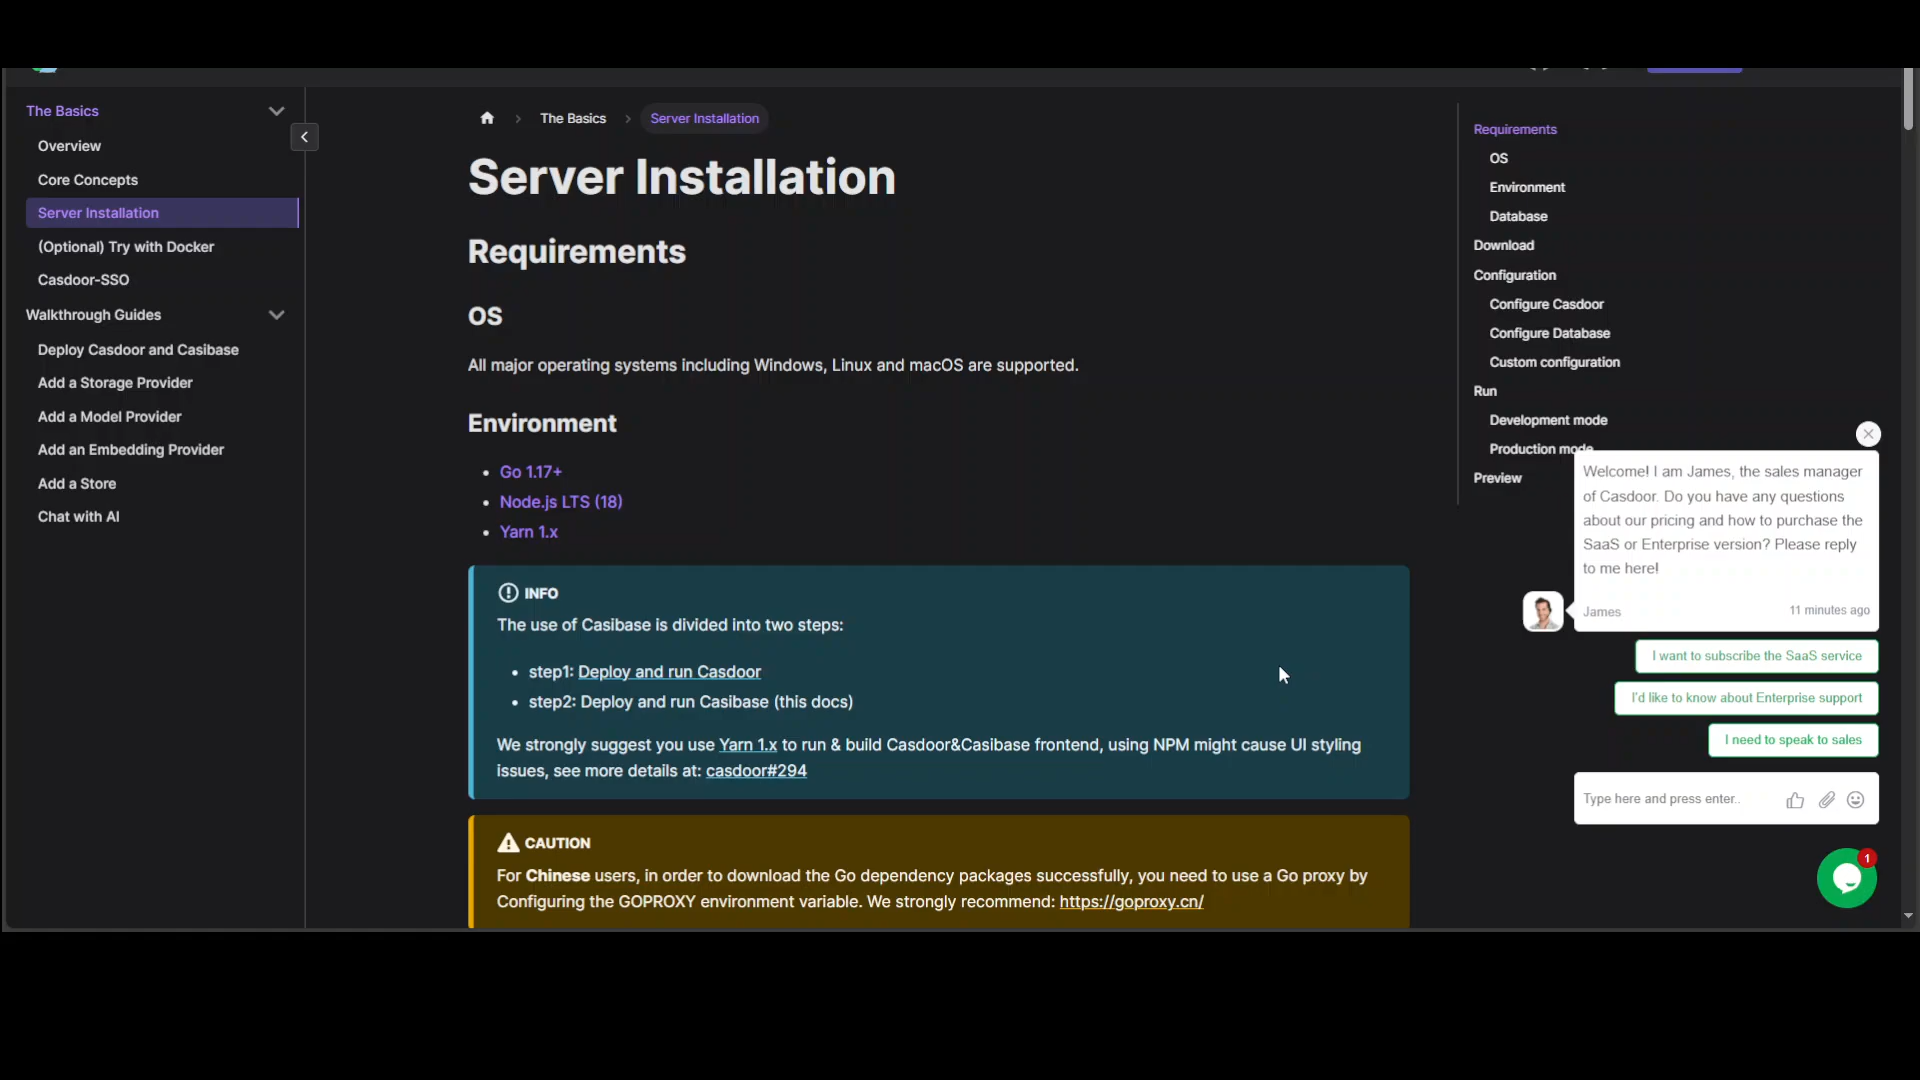 The Basics
Overview
Core Concepts
Server Installation
(Optional) Try with Docker
Casdoor-SSO
Walkthrough Guides
Deploy Casdoor and Casibase
Add a Storage Provider
Add a Model Provider
Add an Embedding Provider
Add a Store
Chat with AI
The Basics
Server Installation
Server Installation
Requirements
OS
All major operating systems including Windows, Linux and macOS are supported.
Environment
Go 1.17+
Node.js LTS (18)
Yarn 1.x
INFO
The use of Casibase is divided into two steps:
step1: Deploy and run Casdoor
step2: Deploy and run Casibase (this docs)
We strongly suggest you use Yarn 1.x to run & build Casdoor&Casibase frontend, using NPM might cause UI styling
issues, see more details at: casdoor#294
CAUTION
For Chinese users, in order to download the Go dependency packages successfully, you need to use a Go proxy by
Configuring the GOPROXY environment variable. We strongly recommend: https://goproxy.cn/
Requirements
OS
Environment
Database
Download
Configuration
Configure Casdoor
Configure Database
Custom configuration
Run
Development mode
Production mode
Preview
Welcome! I am James, the sales manager
of Casdoor. Do you have any questions
about our pricing and how to purchase the
SaaS or Enterprise version? Please reply
to me here!
James
11 minutes ago
I want to subscribe the SaaS service
I'd like to know about Enterprise support
I need to speak to sales
Type here and press enter..
1